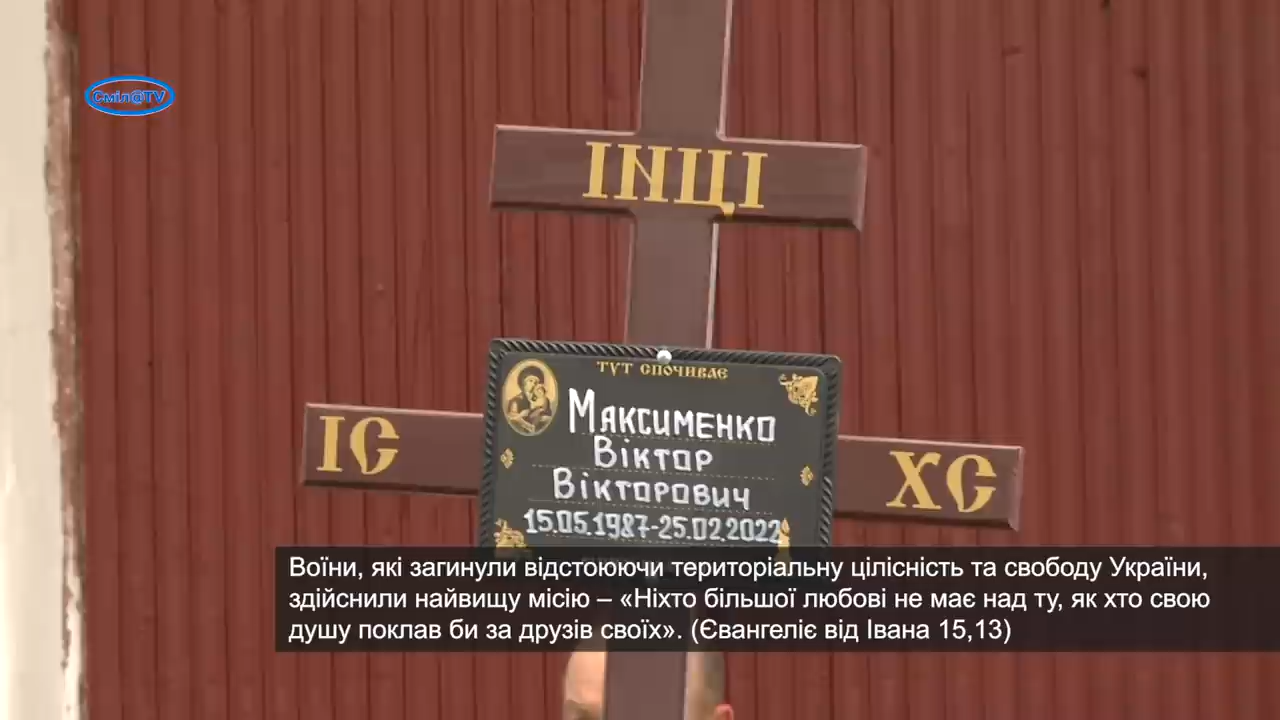 Сміл@TV
ІНЦІ
ТУТ СПОЧИВАЄ
Максименко
Віктор
Вікторович
15.05.1987-25.02.2022
ІС ХС
Воїни, які загинули відстоюючи територіальну цілісність та свободу України,
здійснили найвищу місію – «Ніхто більшої любові не має над ту, як хто свою
душу поклав би за друзів своїх». (Євангеліє від Івана 15,13)